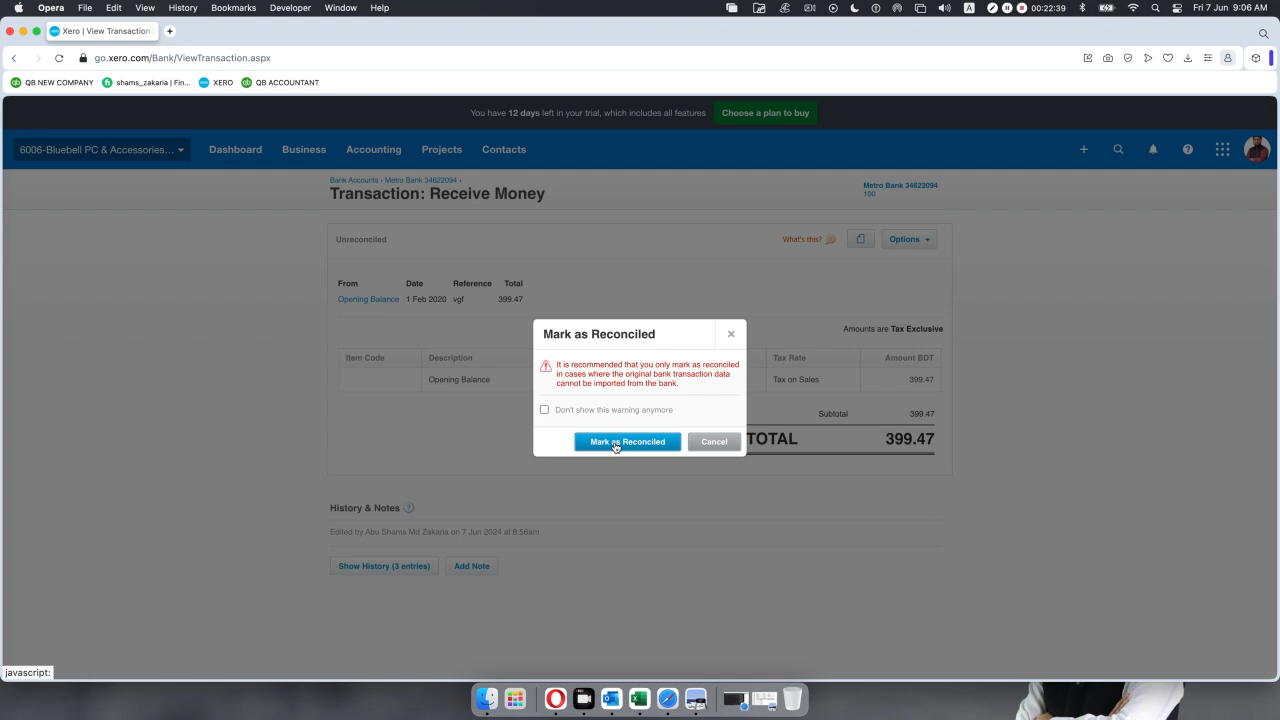 Opera File Edit View History Bookmarks Developer Window Help 00:22:39 A Fri 7 Jun 9:06 AM
Xero | View Transaction
go.xero.com/Bank/ViewTransaction.aspx
QB NEW COMPANY shams_zakaria | Fin... XERO QB ACCOUNTANT
You have 12 days left in your trial, which includes all features Choose a plan to buy
6006-Bluebell PC & Accessories... Dashboard Business Accounting Projects Contacts
Bank Accounts › Metro Bank 34622094 ›
Transaction: Receive Money
Metro Bank 34622094
100
Unreconciled What's this? Options
From Date Reference Total
Opening Balance 1 Feb 2020 vgf 399.47
Amounts are Tax Exclusive
Item Code Description Tax Rate Amount BDT
Opening Balance Tax on Sales 399.47
Subtotal 399.47
TOTAL 399.47
Mark as Reconciled
It is recommended that you only mark as reconciled
in cases where the original bank transaction data
cannot be imported from the bank.
Don't show this warning anymore
Mark as Reconciled Cancel
History & Notes ?
Edited by Abu Shams Md Zakaria on 7 Jun 2024 at 8:56am
Show History (3 entries) Add Note
javascript: